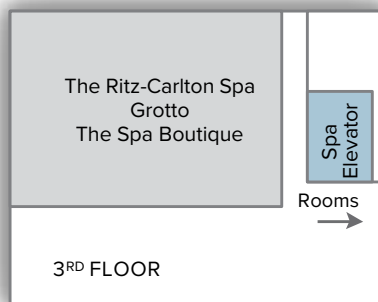 The Ritz-Carlton Spa
Grotto
The Spa Boutique
Spa
Elevator
Rooms
3RD FLOOR